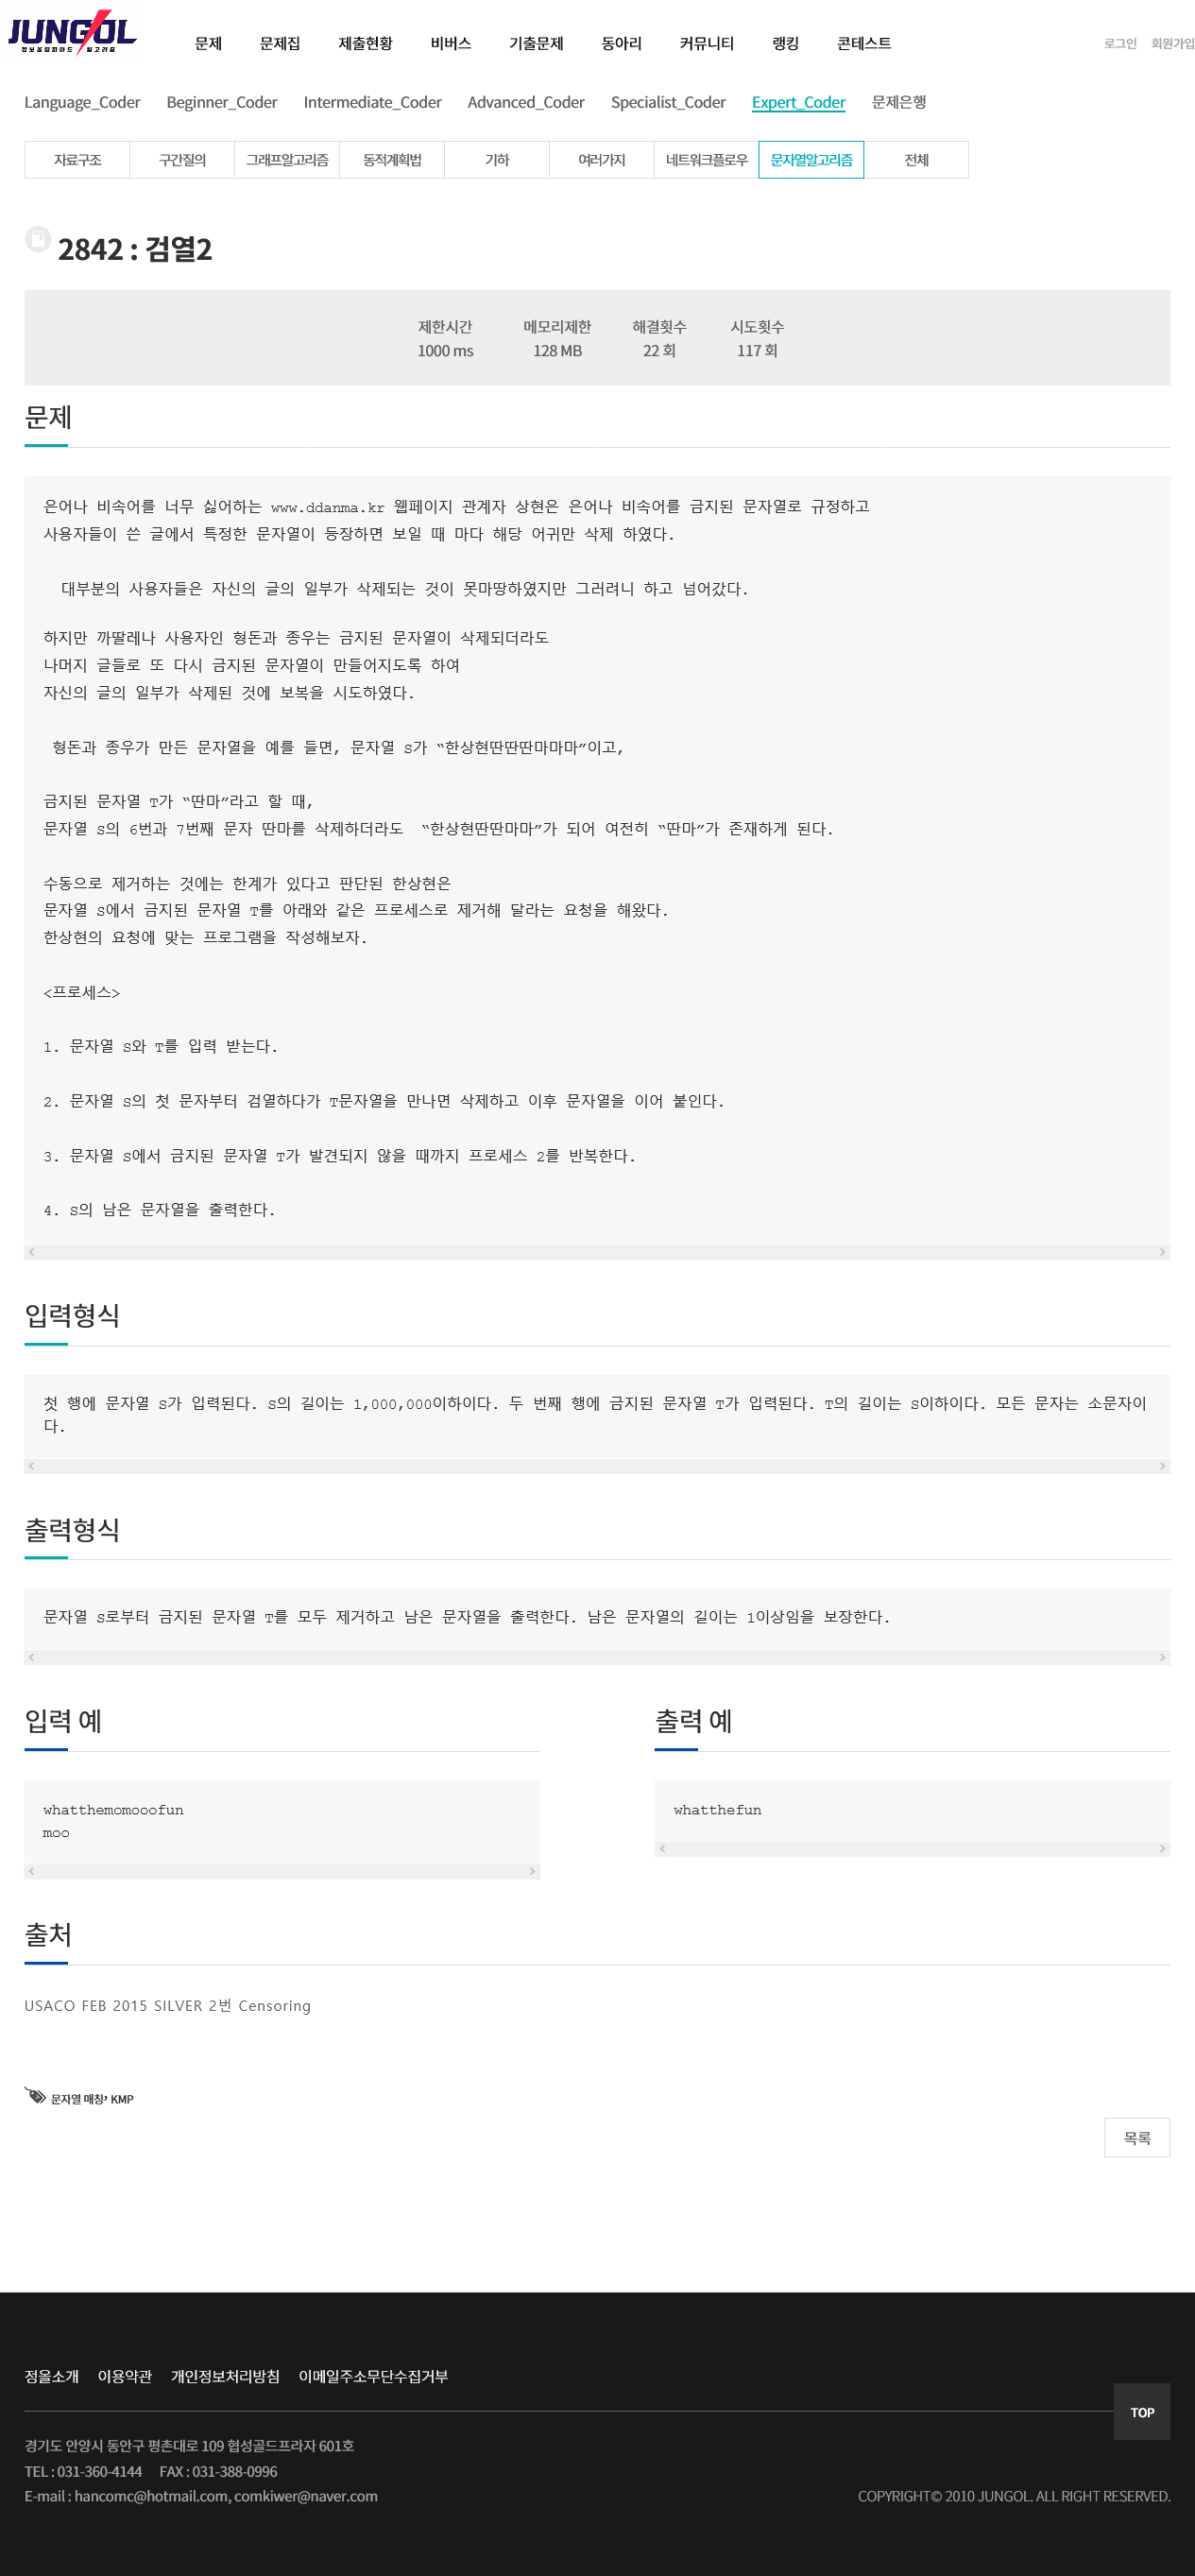 JUNGOL
정보올림피아드 알고리즘
문제 문제집 제출현황 비버스 기출문제 동아리 커뮤니티 랭킹 콘테스트 로그인 회원가입
Language_Coder Beginner_Coder Intermediate_Coder Advanced_Coder Specialist_Coder Expert_Coder 문제은행
자료구조 구간질의 그래프알고리즘 동적계획법 기하 여러가지 네트워크플로우 문자열알고리즘 전체
2842 : 검열2
제한시간 메모리제한 해결횟수 시도횟수
1000 ms 128 MB 22 회 117 회
문제
은어나 비속어를 너무 싫어하는 www.ddanma.kr 웹페이지 관계자 상현은 은어나 비속어를 금지된 문자열로 규정하고
사용자들이 쓴 글에서 특정한 문자열이 등장하면 보일 때 마다 해당 어귀만 삭제 하였다.
대부분의 사용자들은 자신의 글의 일부가 삭제되는 것이 못마땅하였지만 그러려니 하고 넘어갔다.
하지만 까딸레나 사용자인 형돈과 종우는 금지된 문자열이 삭제되더라도
나머지 글들로 또 다시 금지된 문자열이 만들어지도록 하여
자신의 글의 일부가 삭제된 것에 보복을 시도하였다.
형돈과 종우가 만든 문자열을 예를 들면, 문자열 S가 “한상현딴딴딴마마마”이고,
금지된 문자열 T가 “딴마”라고 할 때,
문자열 S의 6번과 7번째 문자 딴마를 삭제하더라도 “한상현딴딴마마”가 되어 여전히 “딴마”가 존재하게 된다.
수동으로 제거하는 것에는 한계가 있다고 판단된 한상현은
문자열 S에서 금지된 문자열 T를 아래와 같은 프로세스로 제거해 달라는 요청을 해왔다.
한상현의 요청에 맞는 프로그램을 작성해보자.
<프로세스>
1. 문자열 S와 T를 입력 받는다.
2. 문자열 S의 첫 문자부터 검열하다가 T문자열을 만나면 삭제하고 이후 문자열을 이어 붙인다.
3. 문자열 S에서 금지된 문자열 T가 발견되지 않을 때까지 프로세스 2를 반복한다.
4. S의 남은 문자열을 출력한다.
입력형식
첫 행에 문자열 S가 입력된다. S의 길이는 1,000,000이하이다. 두 번째 행에 금지된 문자열 T가 입력된다. T의 길이는 S이하이다. 모든 문자는 소문자이
다.
출력형식
문자열 S로부터 금지된 문자열 T를 모두 제거하고 남은 문자열을 출력한다. 남은 문자열의 길이는 1이상임을 보장한다.
입력 예
whatthemomooofun
moo
출력 예
whatthefun
출처
USACO FEB 2015 SILVER 2번 Censoring
문자열 매칭, KMP
목록
정올소개 이용약관 개인정보처리방침 이메일주소무단수집거부
TOP
경기도 안양시 동안구 평촌대로 109 협성골드프라자 601호
TEL : 031-360-4144 FAX : 031-388-0996
E-mail : hancomc@hotmail.com, comkiwer@naver.com COPYRIGHT© 2010 JUNGOL. ALL RIGHT RESERVED.